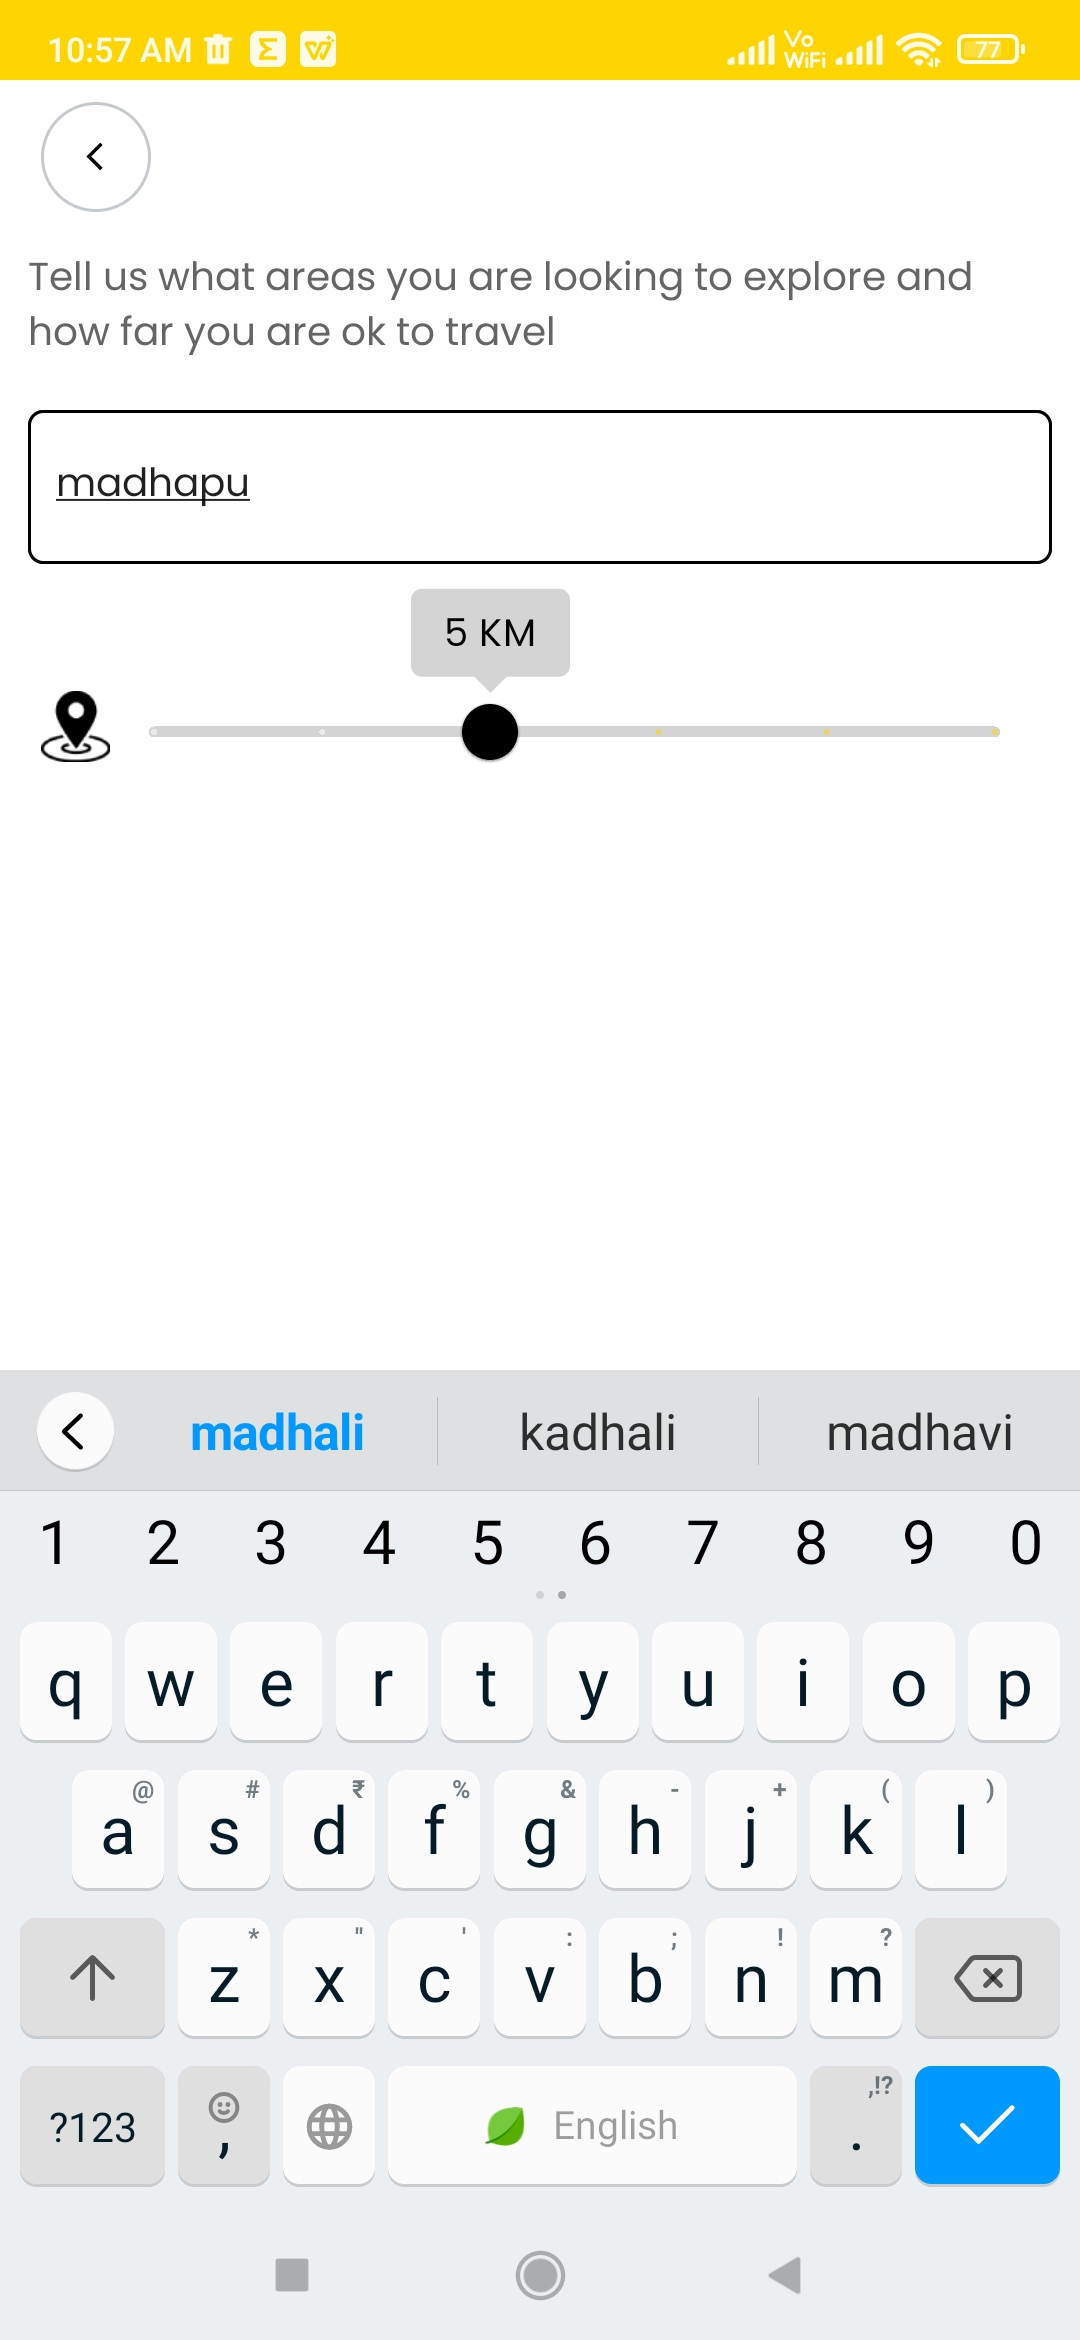 10:57 AM
Vo WiFi
77
Tell us what areas you are looking to explore and
how far you are ok to travel
madhapu
5 KM
madhali kadhali madhavi
1 2 3 4 5 6 7 8 9 0
q w e r t y u i o p
@ # ₹ % & - + ( )
a s d f g h j k l
* " ' : ; ! ?
z x c v b n m
?123 , English . ,!?